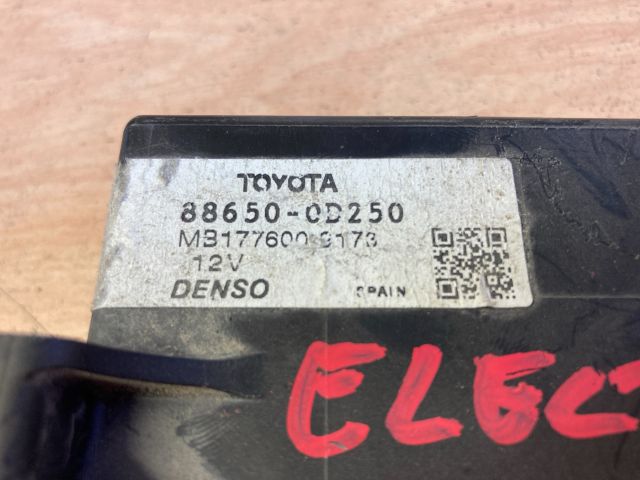 TOYOTA
88650-0D250
MB177600-9173
12V
DENSO SPAIN
ELEC